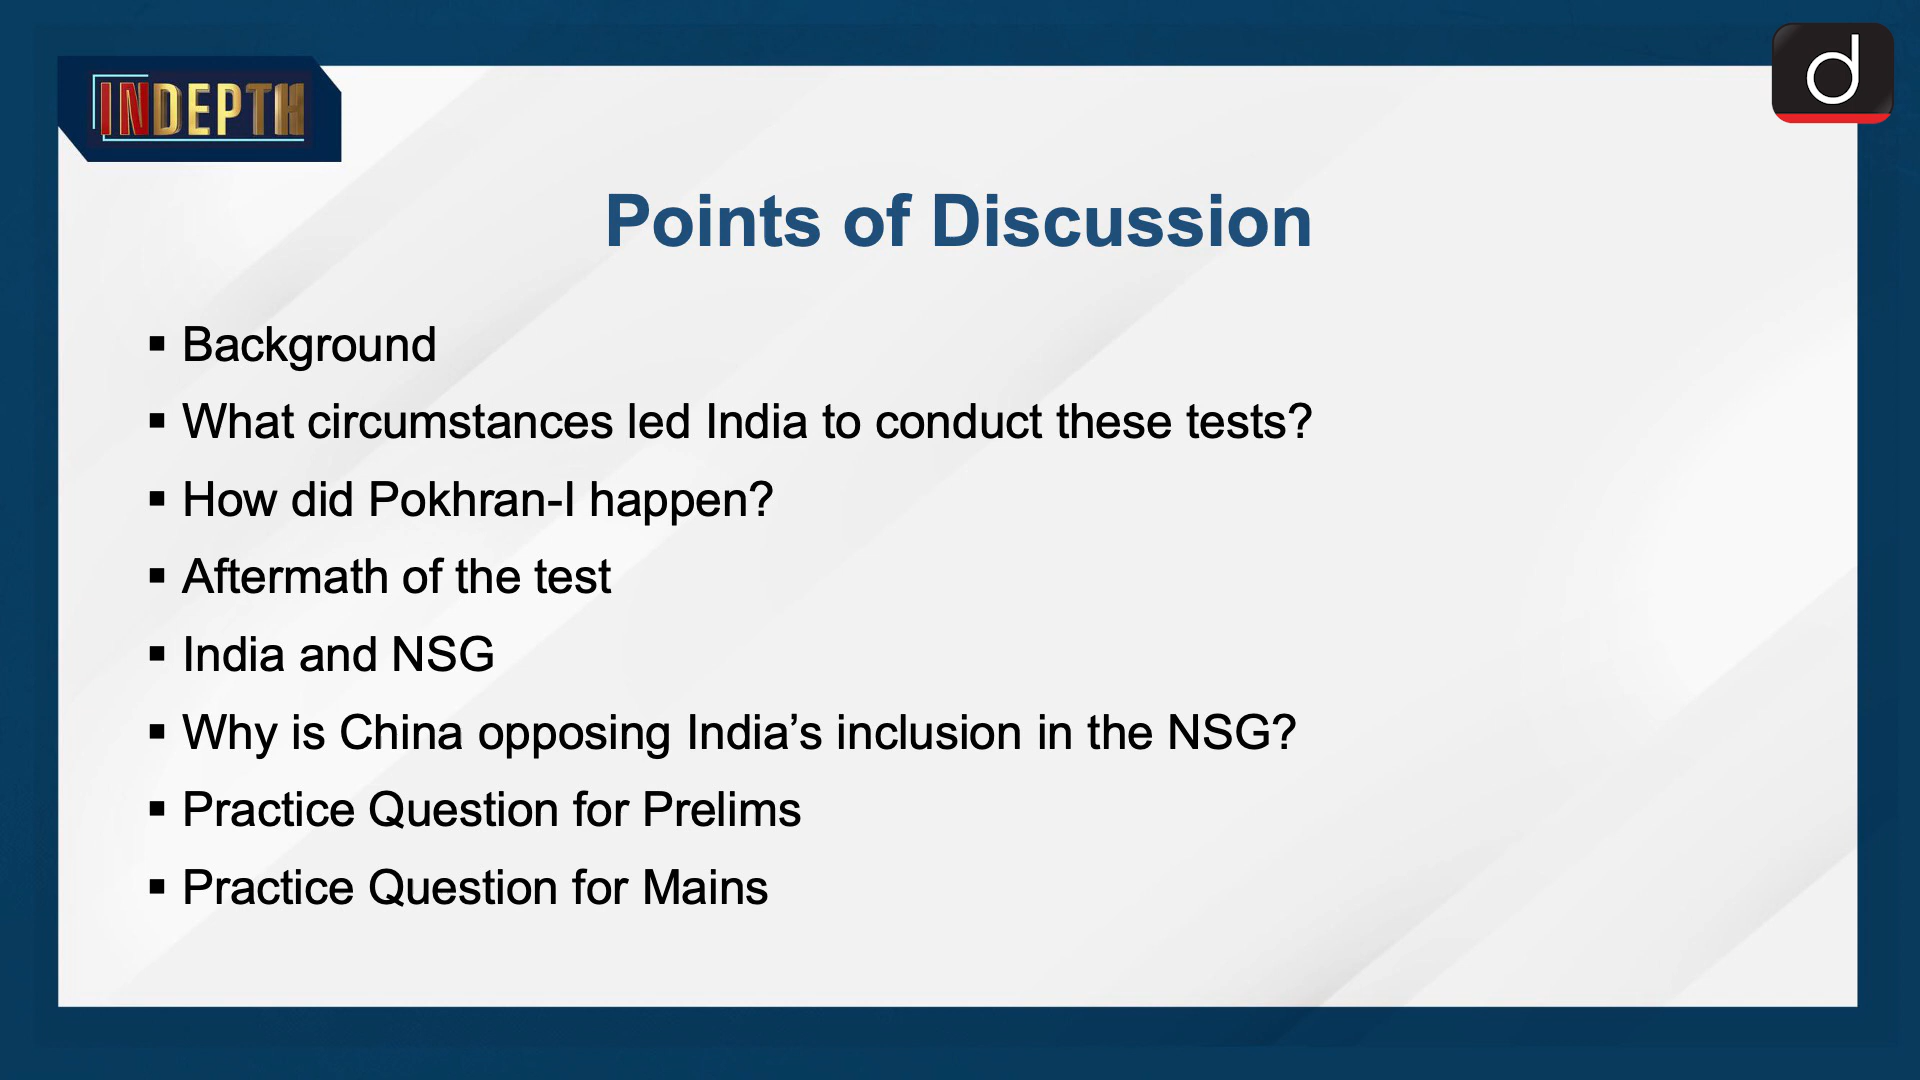 INDEPTH
d
Points of Discussion
▪ Background
▪ What circumstances led India to conduct these tests?
▪ How did Pokhran-I happen?
▪ Aftermath of the test
▪ India and NSG
▪ Why is China opposing India’s inclusion in the NSG?
▪ Practice Question for Prelims
▪ Practice Question for Mains